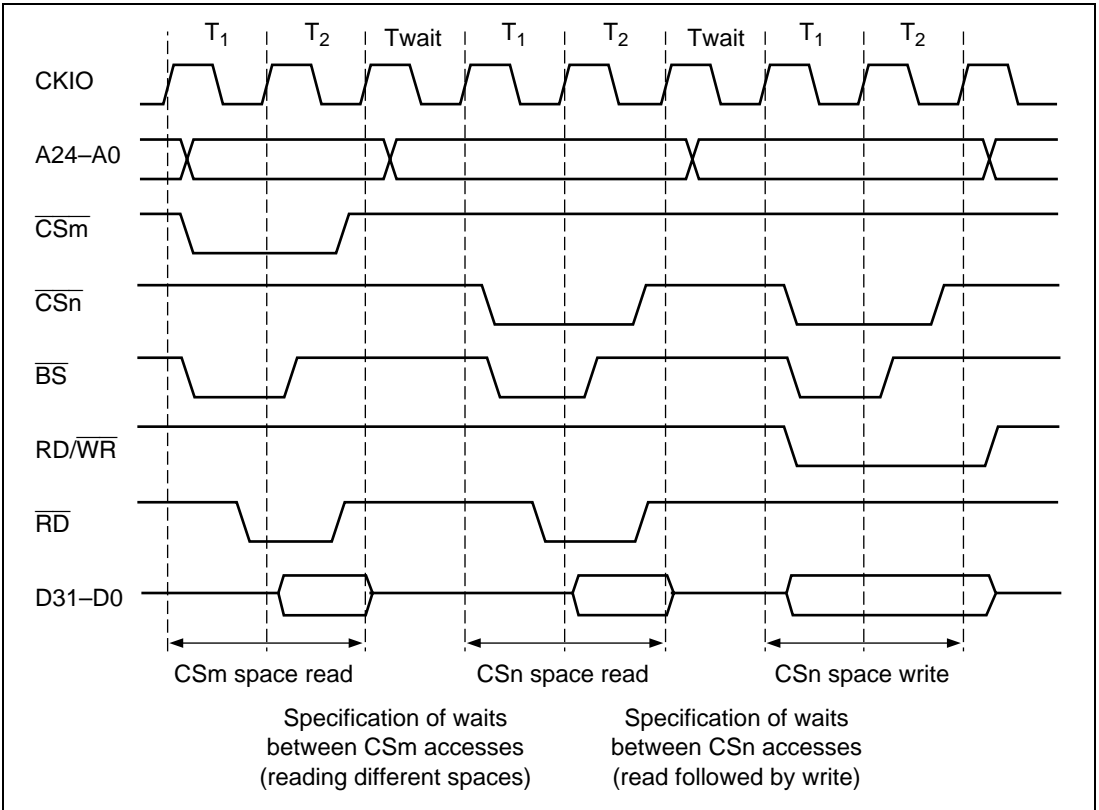 T1 T2 Twait T1 T2 Twait T1 T2
CKIO
A24–A0
CSm
CSn
BS
RD/WR
RD
D31–D0
CSm space read CSn space read CSn space write
Specification of waits
between CSm accesses
(reading different spaces)
Specification of waits
between CSn accesses
(read followed by write)